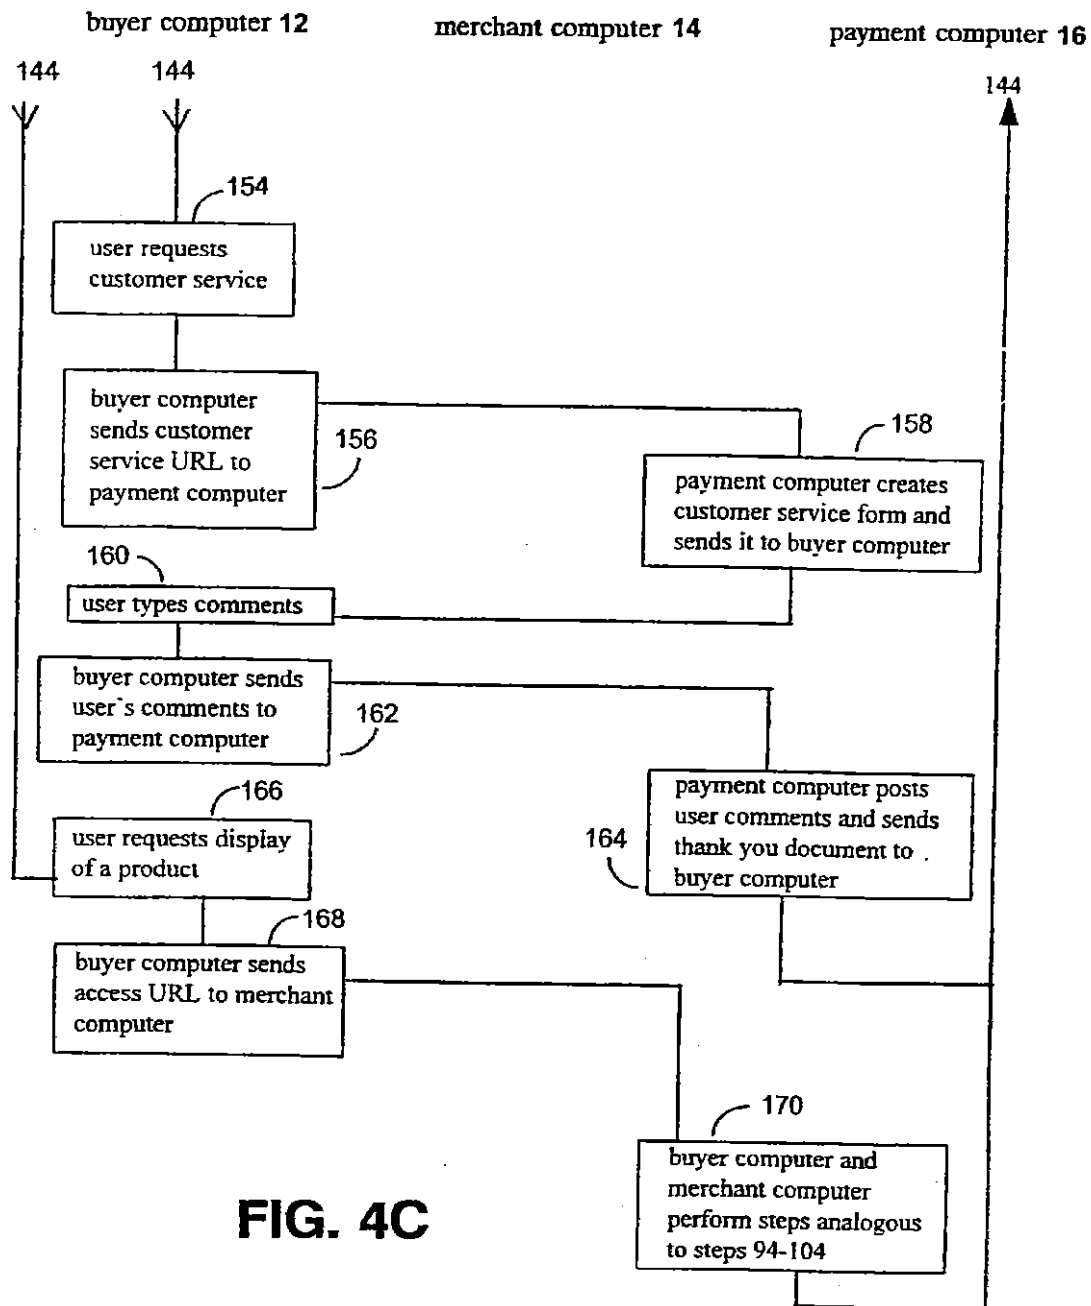 buyer computer 12
merchant computer 14
payment computer 16
144
144
144
154
user requests
customer service
buyer computer
sends customer
service URL to
payment computer
156
158
payment computer creates
customer service form and
sends it to buyer computer
160
user types comments
buyer computer sends
user`s comments to
payment computer
162
payment computer posts
user comments and sends
thank you document to .
buyer computer
164
166
user requests display
of a product
168
buyer computer sends
access URL to merchant
computer
170
buyer computer and
merchant computer
perform steps analogous
to steps 94-104
FIG. 4C